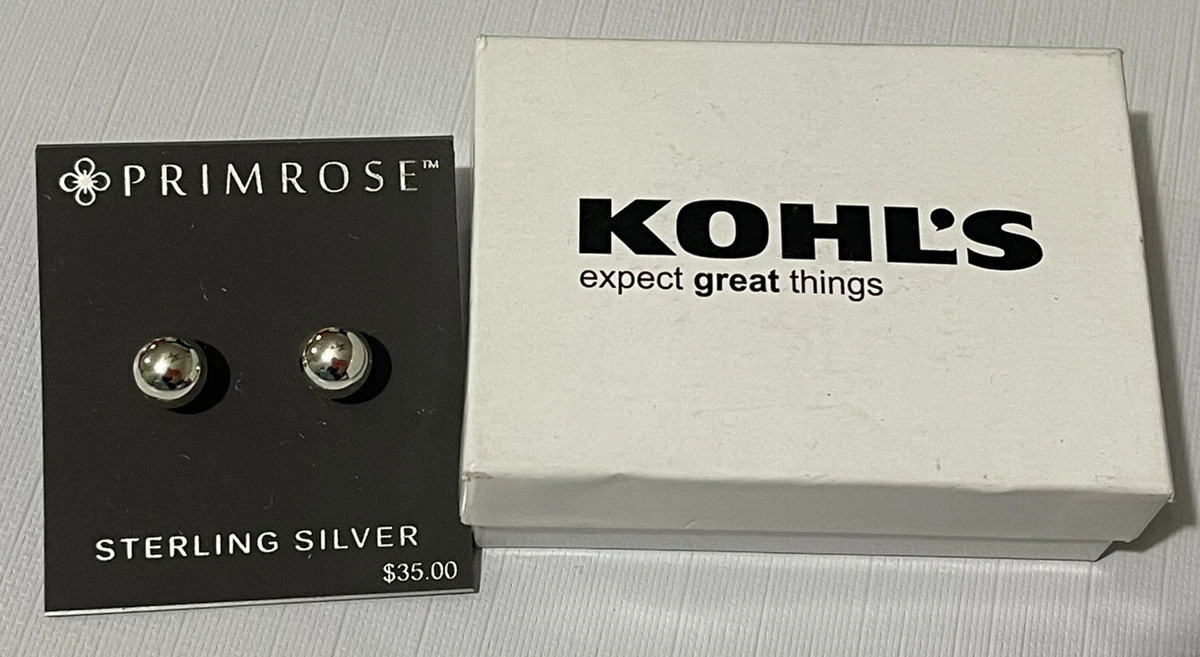 PRIMROSE™
STERLING SILVER
$35.00
KOHL'S
expect great things